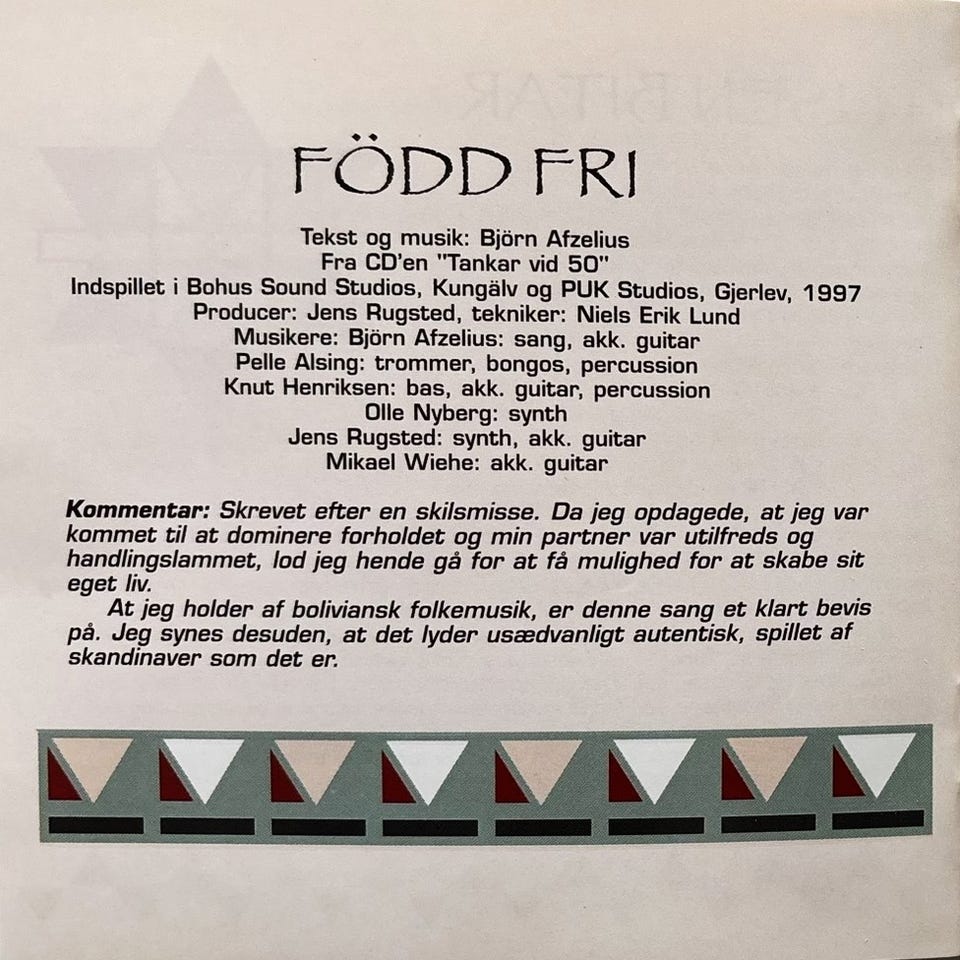 FÖDD FRI
Tekst og musik: Björn Afzelius
Fra CD'en "Tankar vid 50"
Indspillet i Bohus Sound Studios, Kungälv og PUK Studios, Gjerlev, 1997
Producer: Jens Rugsted, tekniker: Niels Erik Lund
Musikere: Björn Afzelius: sang, akk. guitar
Pelle Alsing: trommer, bongos, percussion
Knut Henriksen: bas, akk. guitar, percussion
Olle Nyberg: synth
Jens Rugsted: synth, akk. guitar
Mikael Wiehe: akk. guitar
Kommentar: Skrevet efter en skilsmisse. Da jeg opdagede, at jeg var
kommet til at dominere forholdet og min partner var utilfreds og
handlingslammet, lod jeg hende gå for at få mulighed for at skabe sit
eget liv.
At jeg holder af boliviansk folkemusik, er denne sang et klart bevis
på. Jeg synes desuden, at det lyder usædvanligt autentisk, spillet af
skandinaver som det er.